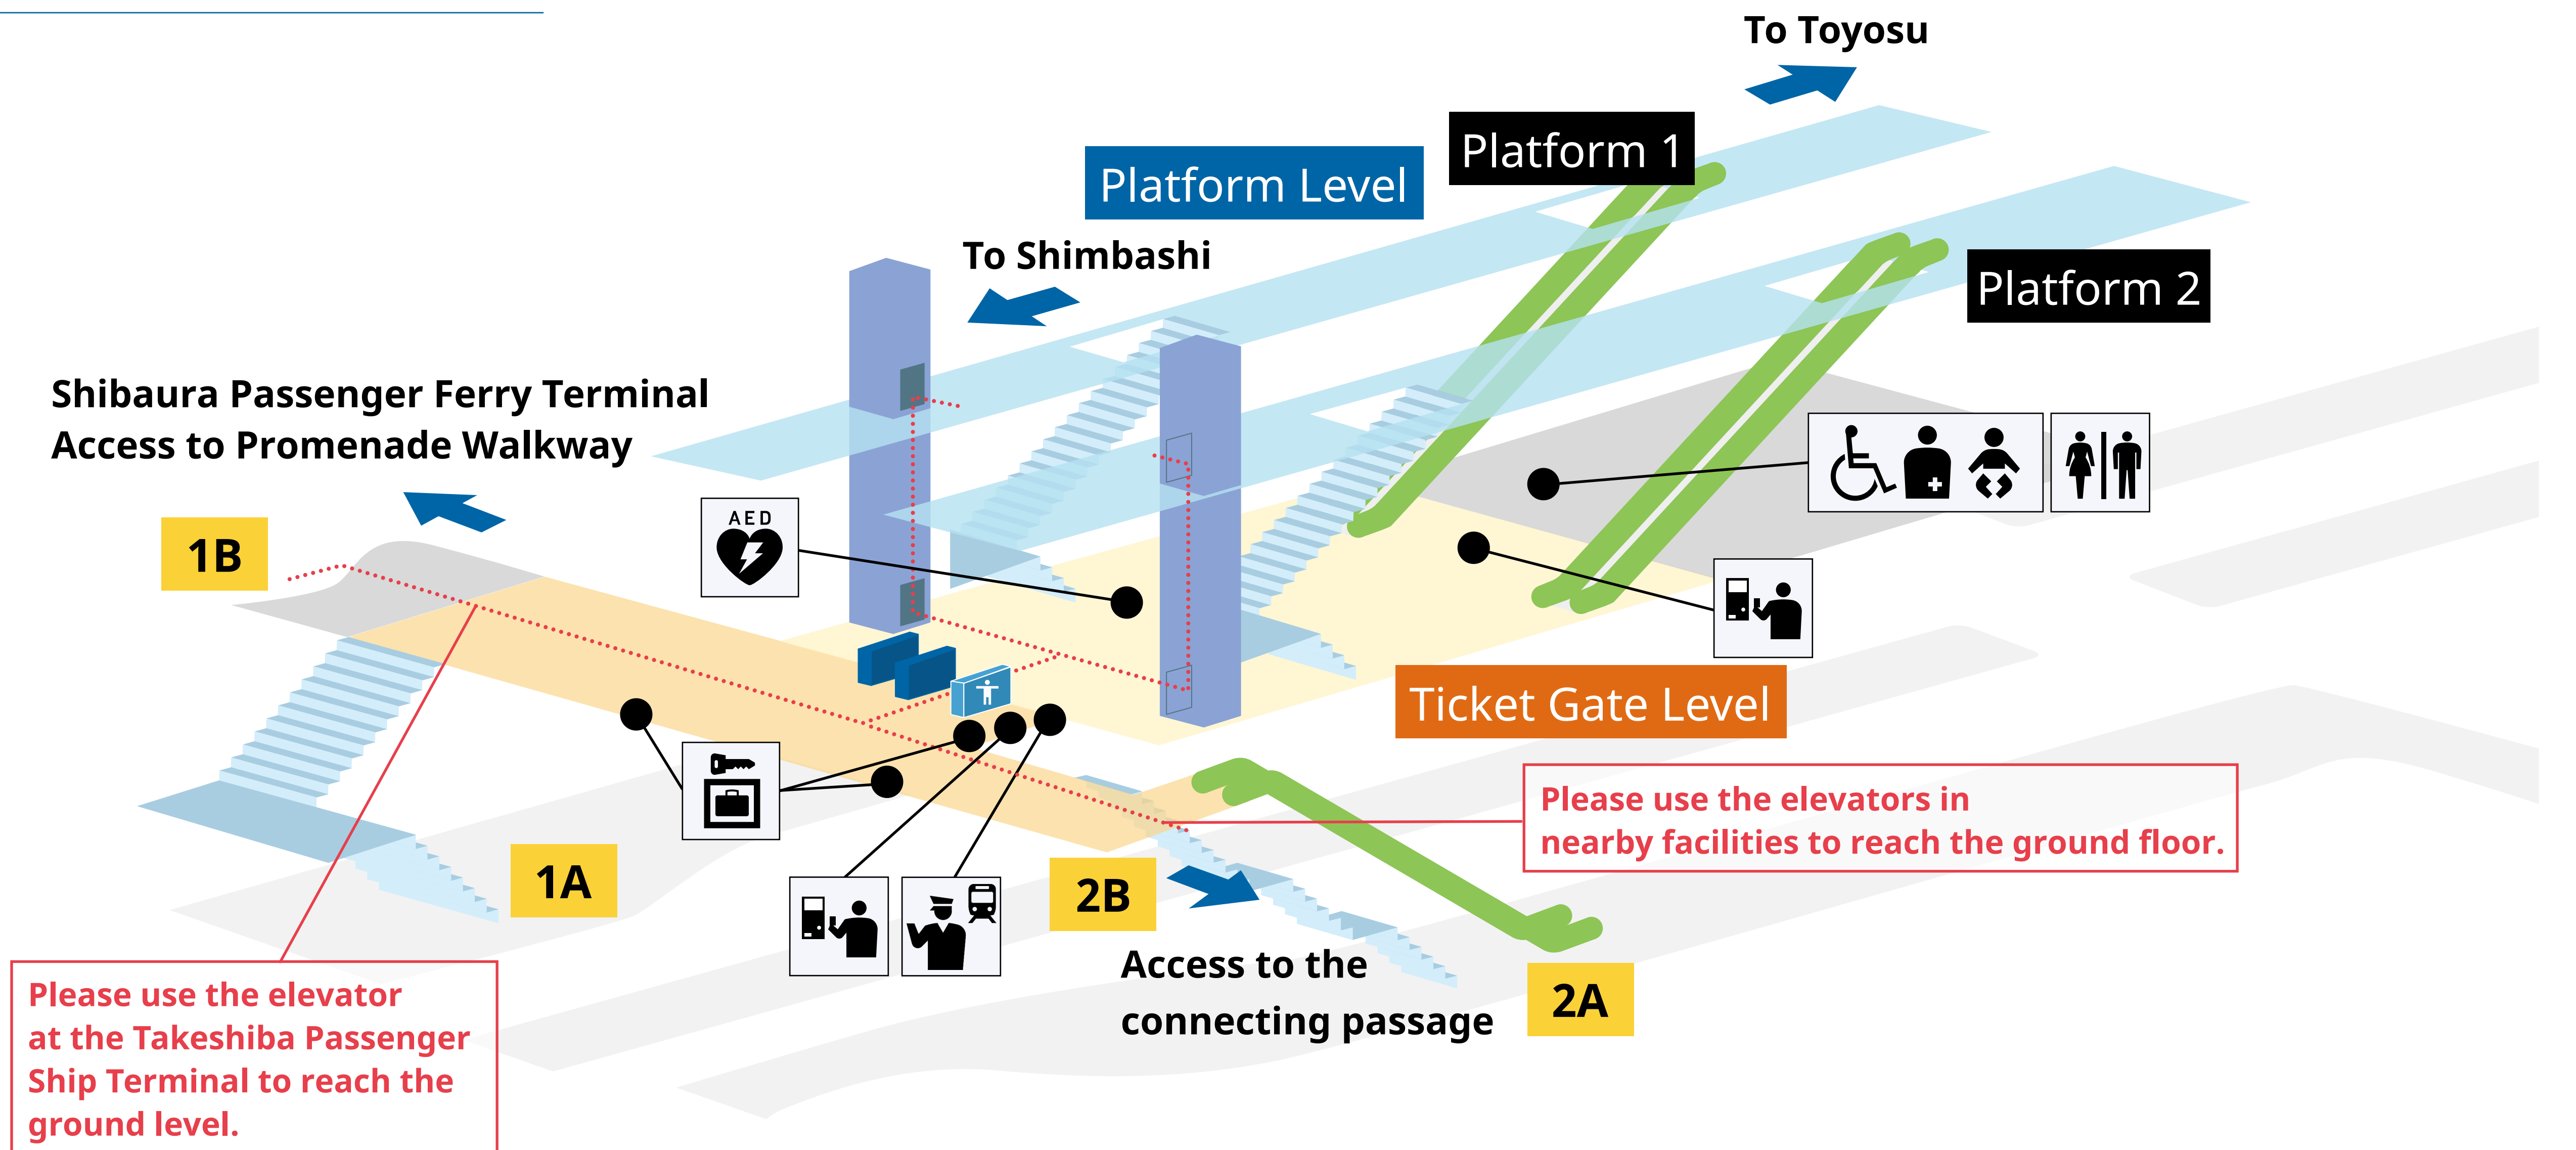 To Toyosu
Platform 1
Platform Level
To Shimbashi
Platform 2
Shibaura Passenger Ferry Terminal
Access to Promenade Walkway
1B
AED
Ticket Gate Level
Please use the elevators in
nearby facilities to reach the ground floor.
1A
2B
Access to the
connecting passage
2A
Please use the elevator
at the Takeshiba Passenger
Ship Terminal to reach the
ground level.